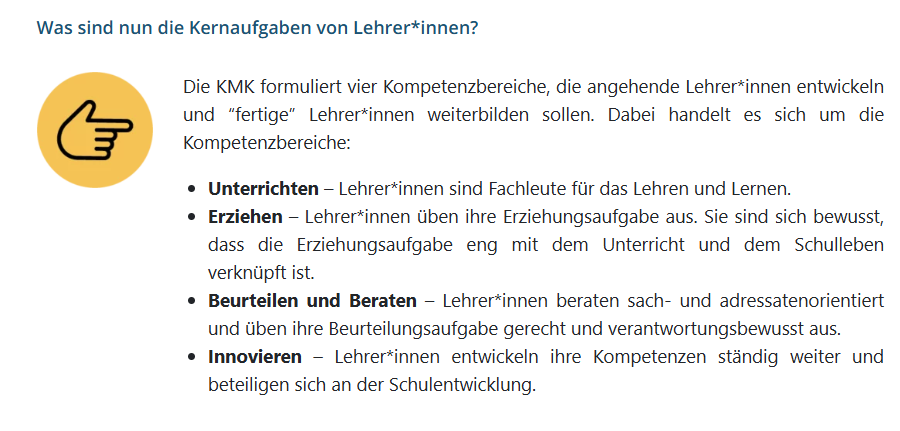 Was sind nun die Kernaufgaben von Lehrer*innen?
Die KMK formuliert vier Kompetenzbereiche, die angehende Lehrer*innen entwickeln
und “fertige” Lehrer*innen weiterbilden sollen. Dabei handelt es sich um die
Kompetenzbereiche:
• Unterrichten – Lehrer*innen sind Fachleute für das Lehren und Lernen.
• Erziehen – Lehrer*innen üben ihre Erziehungsaufgabe aus. Sie sind sich bewusst,
dass die Erziehungsaufgabe eng mit dem Unterricht und dem Schulleben
verknüpft ist.
• Beurteilen und Beraten – Lehrer*innen beraten sach- und adressatenorientiert
und üben ihre Beurteilungsaufgabe gerecht und verantwortungsbewusst aus.
• Innovieren – Lehrer*innen entwickeln ihre Kompetenzen ständig weiter und
beteiligen sich an der Schulentwicklung.